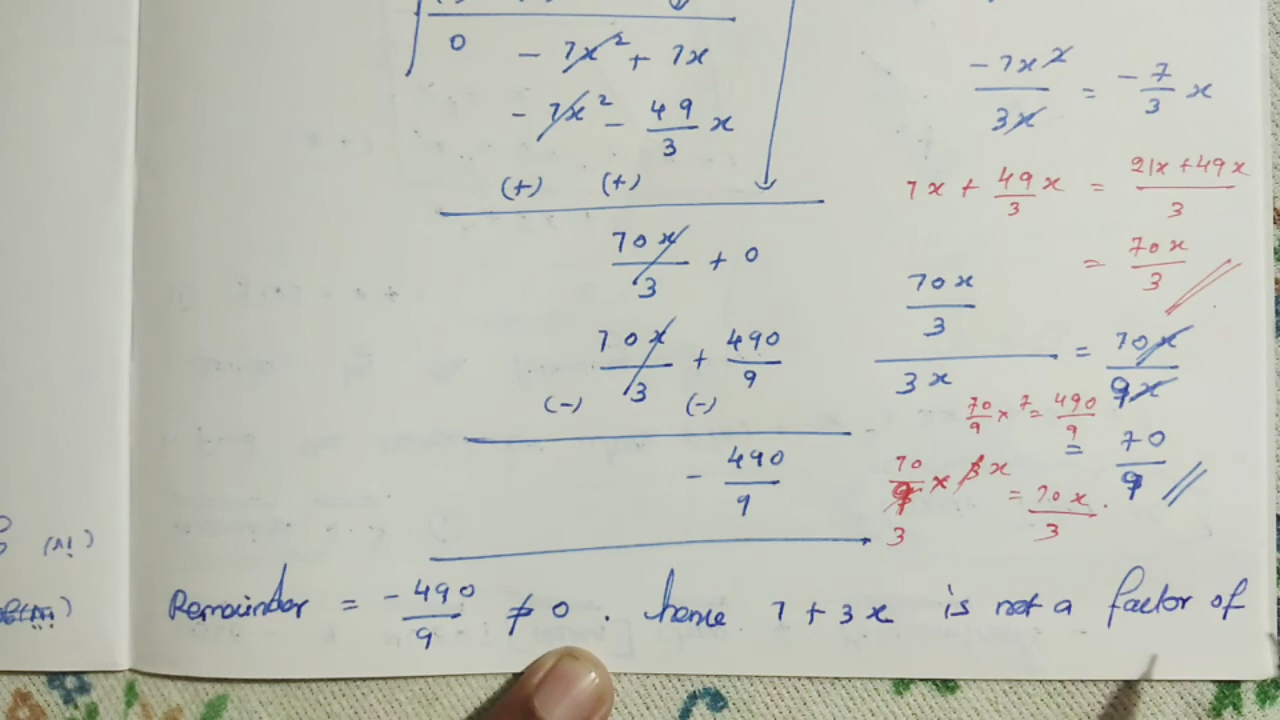 0 - 7x² + 7x
- 7x² - 49/3 x
(+) (+)
70x/3 + 0
70x/3 + 490/9
(-) (-)
- 490/9
Remainder = -490/9 ≠ 0 . hence 7 + 3x is not a factor of
-7x²/3x = -7/3 x
7x + 49/3 x = 21x + 49x/3
= 70x/3
70x/3 / 3x = 70x/9x
70/9 × 7 = 490/9
= 70/9
70/9 × 3x = 70x/3 .
3